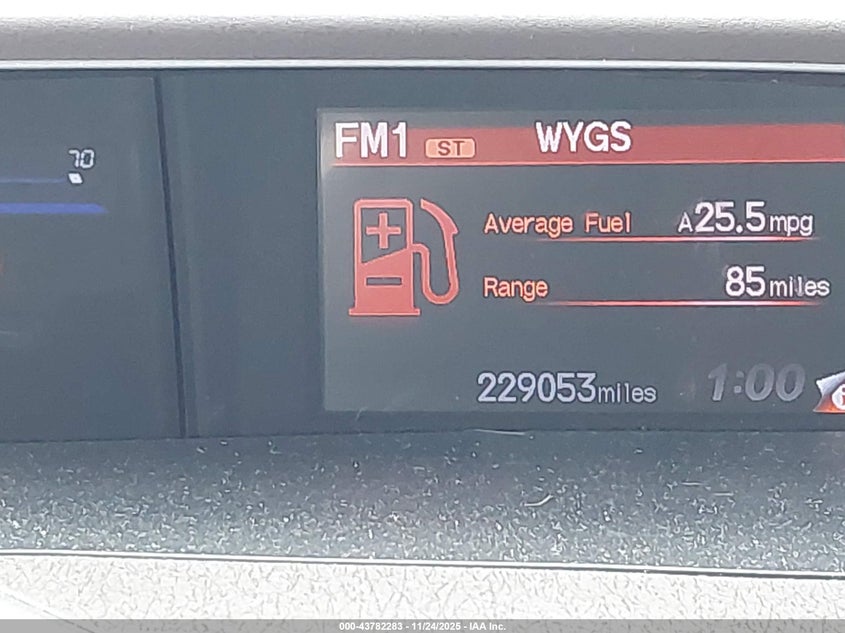 70
FM1 ST WYGS
Average Fuel A25.5mpg
Range 85miles
229053miles 1:00
000-43782283 - 11/24/2025 - IAA Inc.